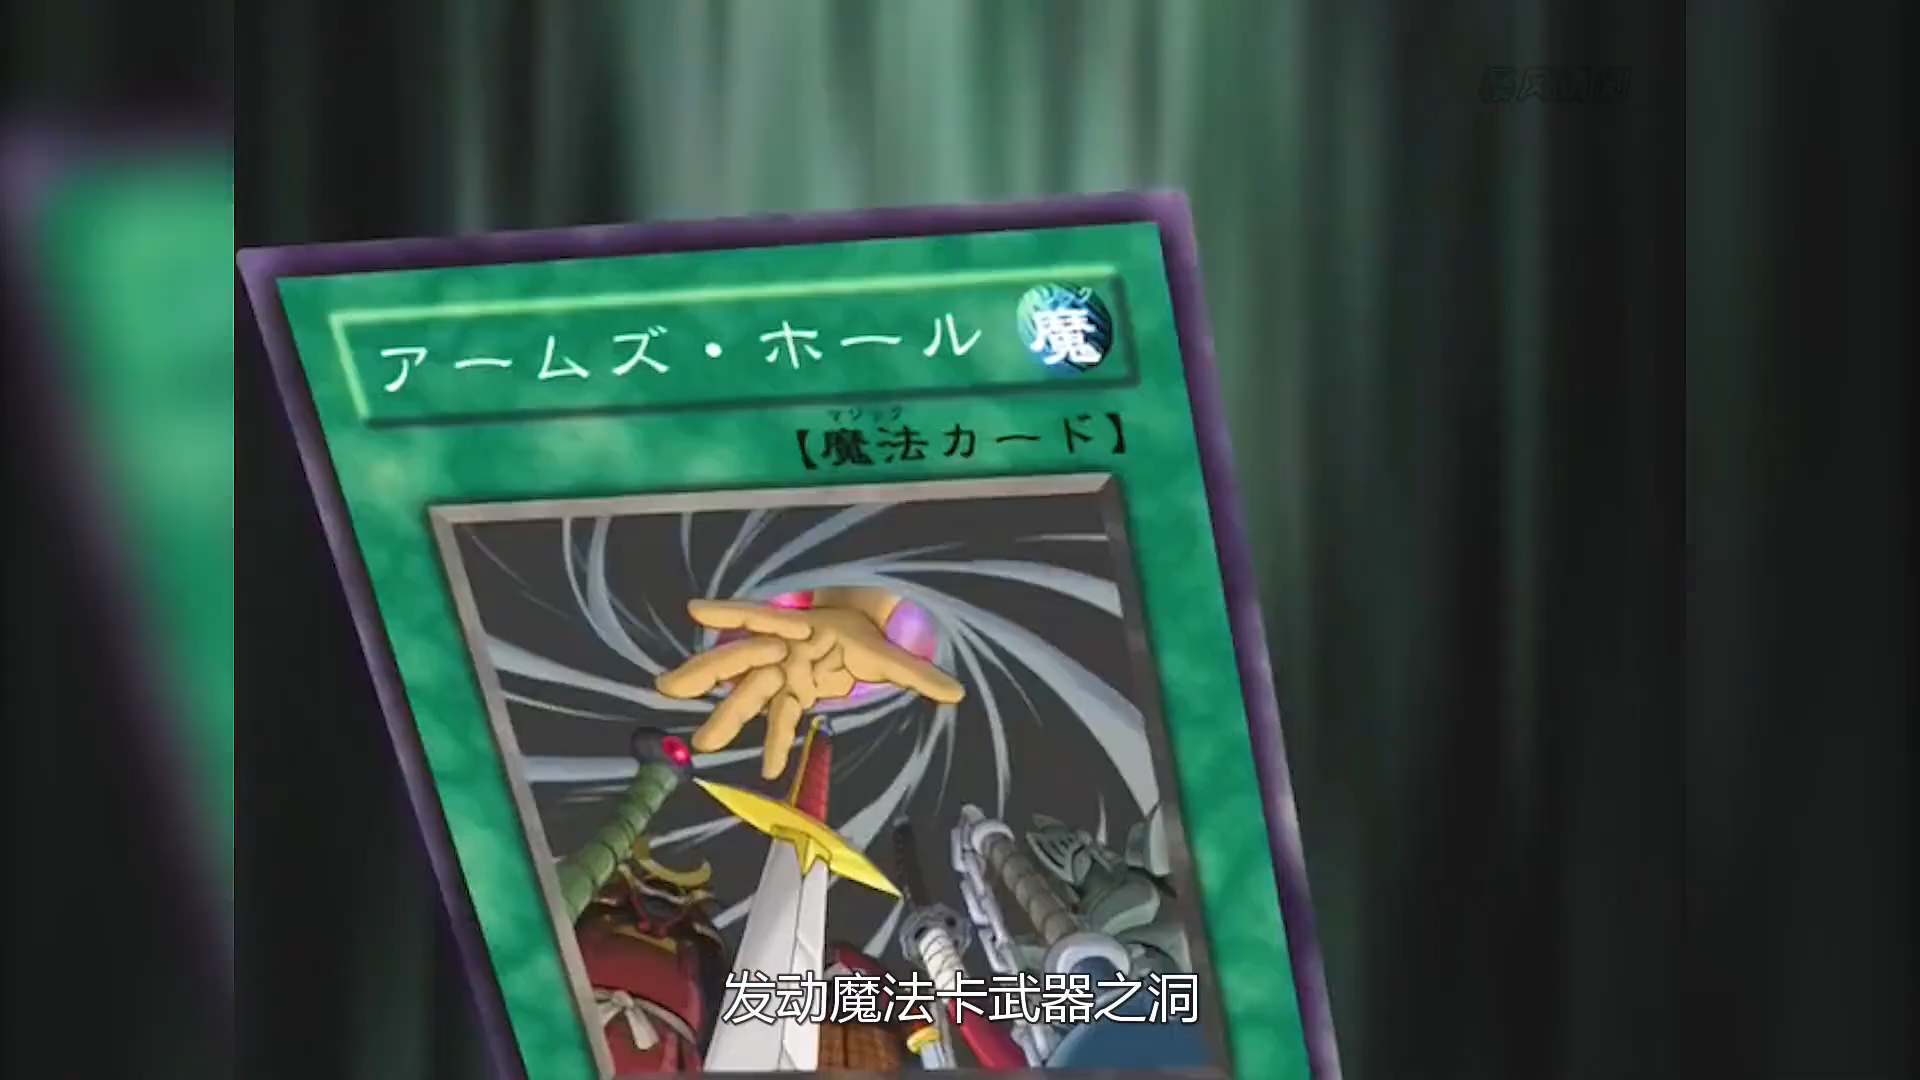 アームズ・ホール 魔
マジック
【魔法カード】
发动魔法卡武器之洞